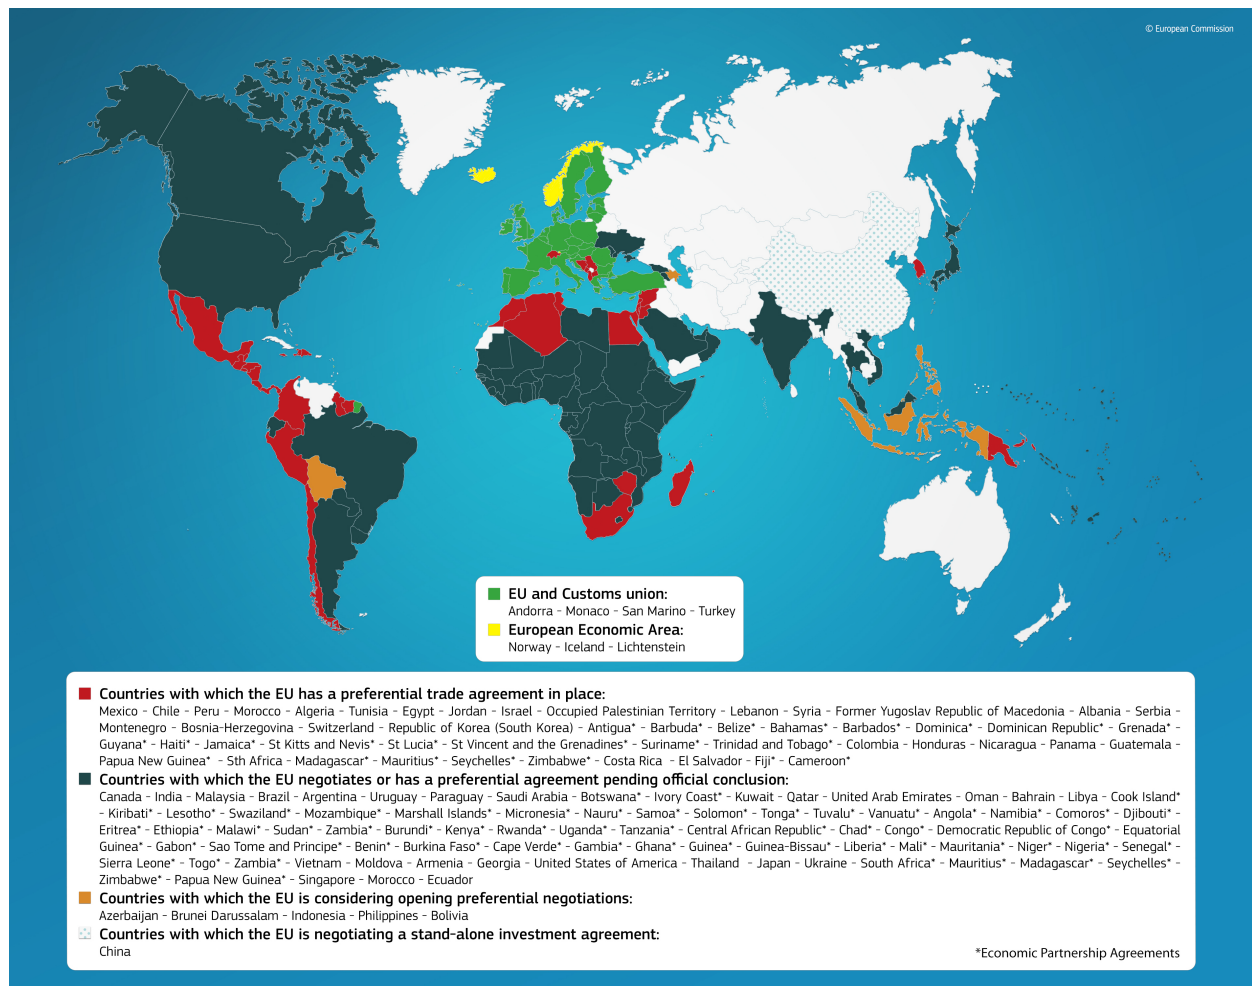 © European Commission
EU and Customs union:
Andorra - Monaco - San Marino - Turkey
European Economic Area:
Norway - Iceland - Lichtenstein
Countries with which the EU has a preferential trade agreement in place:
Mexico - Chile - Peru - Morocco - Algeria - Tunisia - Egypt - Jordan - Israel - Occupied Palestinian Territory - Lebanon - Syria - Former Yugoslav Republic of Macedonia - Albania - Serbia -
Montenegro - Bosnia-Herzegovina - Switzerland - Republic of Korea (South Korea) - Antigua* - Barbuda* - Belize* - Bahamas* - Barbados* - Dominica* - Dominican Republic* - Grenada* -
Guyana* - Haiti* - Jamaica* - St Kitts and Nevis* - St Lucia* - St Vincent and the Grenadines* - Suriname* - Trinidad and Tobago* - Colombia - Honduras - Nicaragua - Panama - Guatemala -
Papua New Guinea* - Sth Africa - Madagascar* - Mauritius* - Seychelles* - Zimbabwe* - Costa Rica - El Salvador - Fiji* - Cameroon*
Countries with which the EU negotiates or has a preferential agreement pending official conclusion:
Canada - India - Malaysia - Brazil - Argentina - Uruguay - Paraguay - Saudi Arabia - Botswana* - Ivory Coast* - Kuwait - Qatar - United Arab Emirates - Oman - Bahrain - Libya - Cook Island*
- Kiribati* - Lesotho* - Swaziland* - Mozambique* - Marshall Islands* - Micronesia* - Nauru* - Samoa* - Solomon* - Tonga* - Tuvalu* - Vanuatu* - Angola* - Namibia* - Comoros* - Djibouti* -
Eritrea* - Ethiopia* - Malawi* - Sudan* - Zambia* - Burundi* - Kenya* - Rwanda* - Uganda* - Tanzania* - Central African Republic* - Chad* - Congo* - Democratic Republic of Congo* - Equatorial
Guinea* - Gabon* - Sao Tome and Principe* - Benin* - Burkina Faso* - Cape Verde* - Gambia* - Ghana* - Guinea* - Guinea-Bissau* - Liberia* - Mali* - Mauritania* - Niger* - Nigeria* - Senegal* -
Sierra Leone* - Togo* - Zambia* - Vietnam - Moldova - Armenia - Georgia - United States of America - Thailand - Japan - Ukraine - South Africa* - Mauritius* - Madagascar* - Seychelles* -
Zimbabwe* - Papua New Guinea* - Singapore - Morocco - Ecuador
Countries with which the EU is considering opening preferential negotiations:
Azerbaijan - Brunei Darussalam - Indonesia - Philippines - Bolivia
Countries with which the EU is negotiating a stand-alone investment agreement:
China
*Economic Partnership Agreements